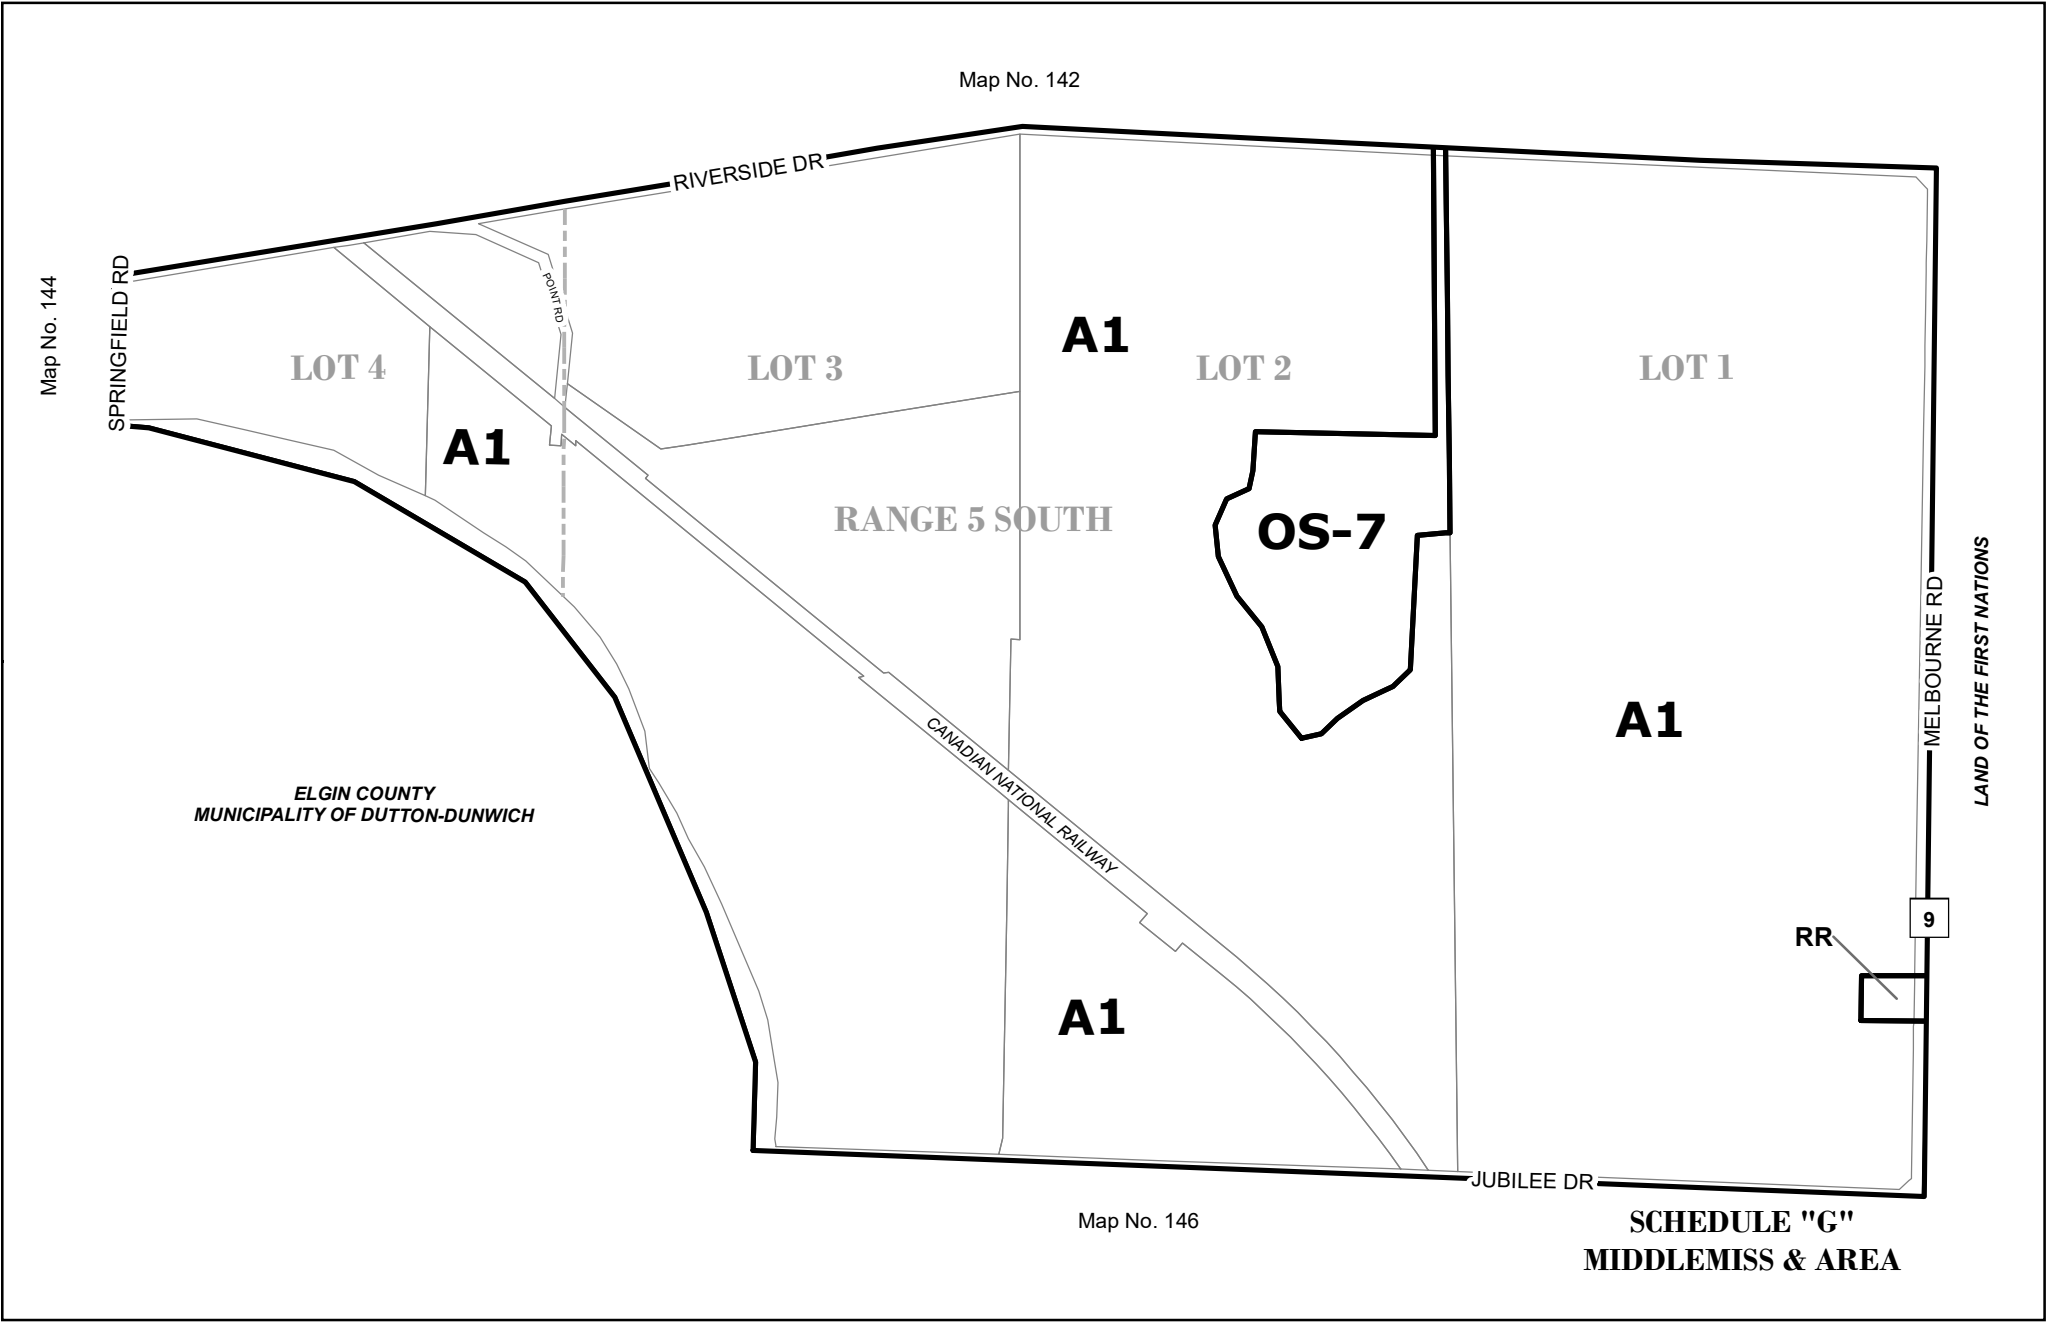 Map No. 142
RIVERSIDE DR
SPRINGFIELD RD
Map No. 144
POINT RD
A1
LOT 4
LOT 3
LOT 2
LOT 1
A1
RANGE 5 SOUTH
OS-7
MELBOURNE RD
LAND OF THE FIRST NATIONS
A1
CANADIAN NATIONAL RAILWAY
ELGIN COUNTY
MUNICIPALITY OF DUTTON-DUNWICH
9
RR
A1
JUBILEE DR
Map No. 146
SCHEDULE "G"
MIDDLEMISS & AREA